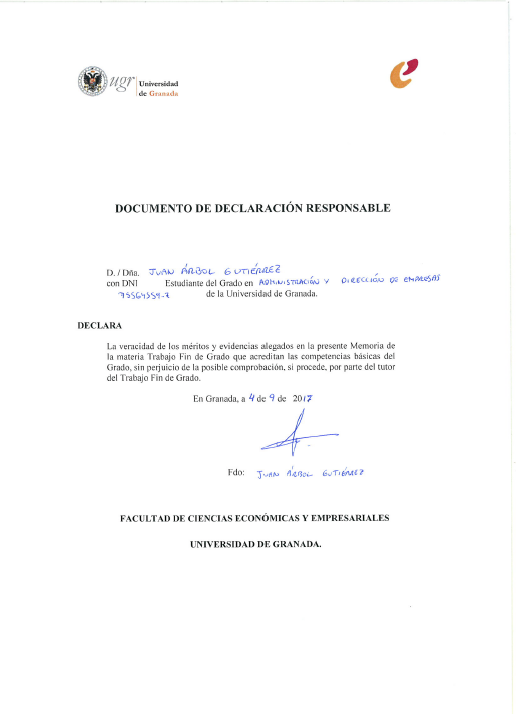 ugr Universidad
de Granada
DOCUMENTO DE DECLARACIÓN RESPONSABLE
D. / Dña. JUAN ÁRBOL GUTIÉRREZ
con DNI Estudiante del Grado en ADMINISTRACIÓN Y DIRECCIÓN DE EMPRESAS
de la Universidad de Granada.
DECLARA
La veracidad de los méritos y evidencias alegados en la presente Memoria de
la materia Trabajo Fin de Grado que acreditan las competencias básicas del
Grado, sin perjuicio de la posible comprobación, si procede, por parte del tutor
del Trabajo Fin de Grado.
En Granada, a 4 de 9 de 2017
Fdo: JUAN ÁRBOL GUTIÉRREZ
FACULTAD DE CIENCIAS ECONÓMICAS Y EMPRESARIALES
UNIVERSIDAD DE GRANADA.